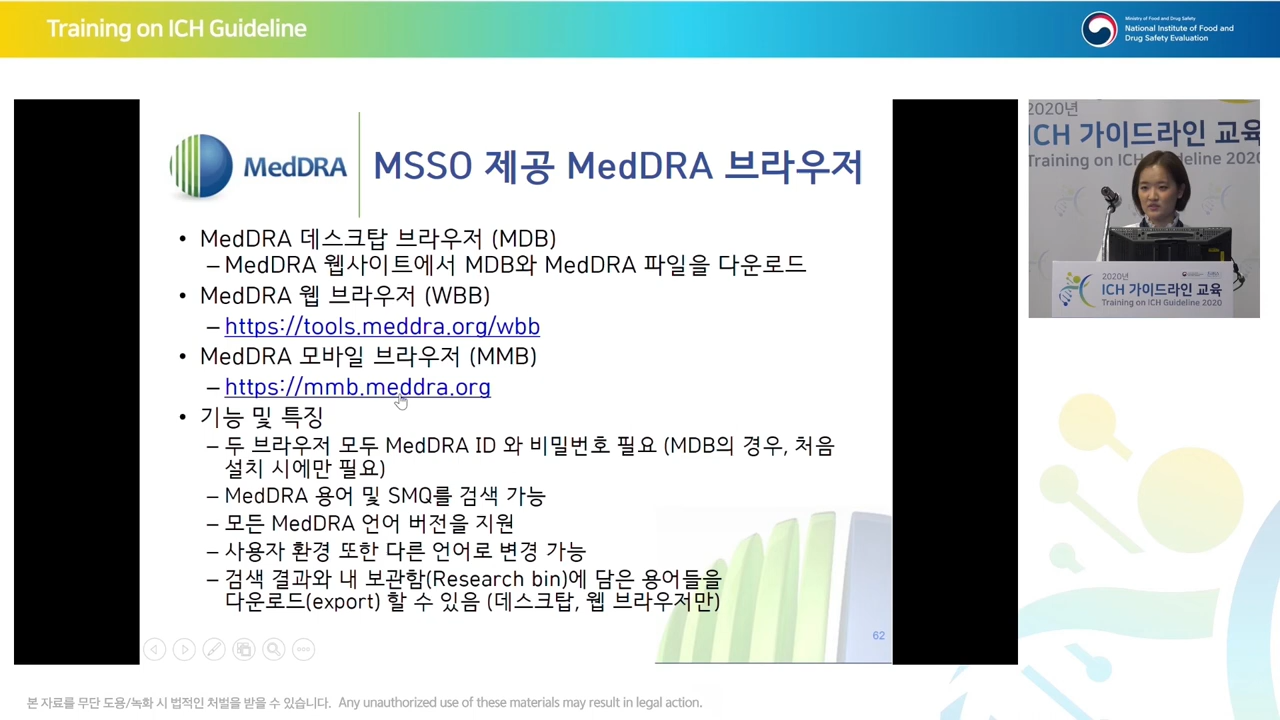 Training on ICH Guideline
Ministry of Food and Drug Safety
National Institute of Food and
Drug Safety Evaluation
MedDRA
MSSO 제공 MedDRA 브라우저
• MedDRA 데스크탑 브라우저 (MDB)
– MedDRA 웹사이트에서 MDB와 MedDRA 파일을 다운로드
• MedDRA 웹 브라우저 (WBB)
– https://tools.meddra.org/wbb
• MedDRA 모바일 브라우저 (MMB)
– https://mmb.meddra.org
• 기능 및 특징
– 두 브라우저 모두 MedDRA ID 와 비밀번호 필요 (MDB의 경우, 처음
설치 시에만 필요)
– MedDRA 용어 및 SMQ를 검색 가능
– 모든 MedDRA 언어 버전을 지원
– 사용자 환경 또한 다른 언어로 변경 가능
– 검색 결과와 내 보관함(Research bin)에 담은 용어들을
다운로드(export) 할 수 있음 (데스크탑, 웹 브라우저만)
62
2020년
ICH 가이드라인 교육
Training on ICH Guideline 2020
2020년
ICH 가이드라인 교육
Training on ICH Guideline 2020
본 자료를 무단 도용/녹화 시 법적인 처벌을 받을 수 있습니다. Any unauthorized use of these materials may result in legal action.